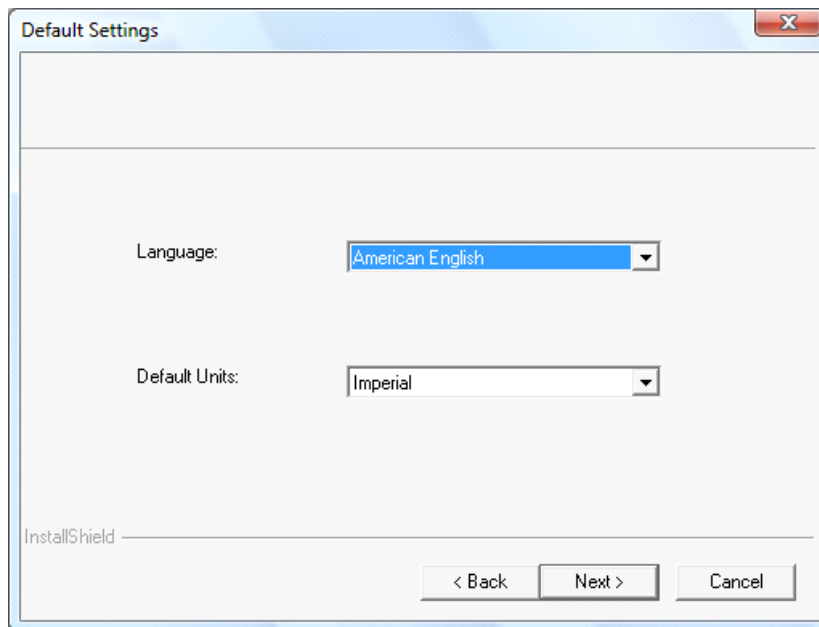 Default Settings
Language:
American English
Default Units:
Imperial
InstallShield
< Back
Next >
Cancel